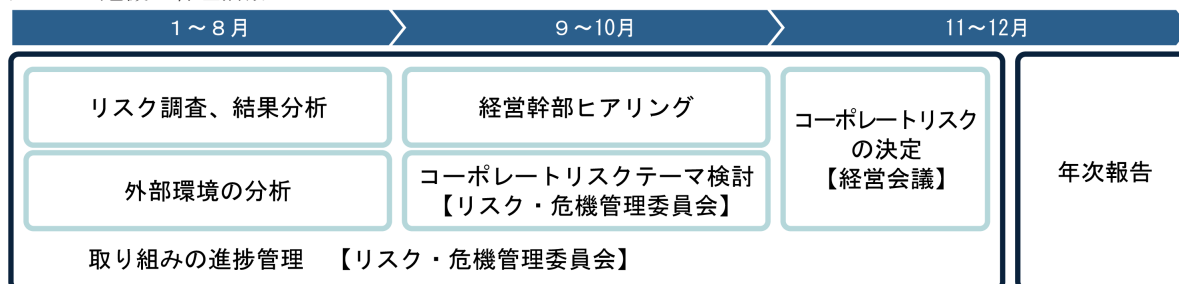 1～8月
9～10月
11～12月
リスク調査、結果分析
外部環境の分析
経営幹部ヒアリング
コーポレートリスクテーマ検討
【リスク・危機管理委員会】
コーポレートリスク
の決定
【経営会議】
年次報告
取り組みの進捗管理　【リスク・危機管理委員会】